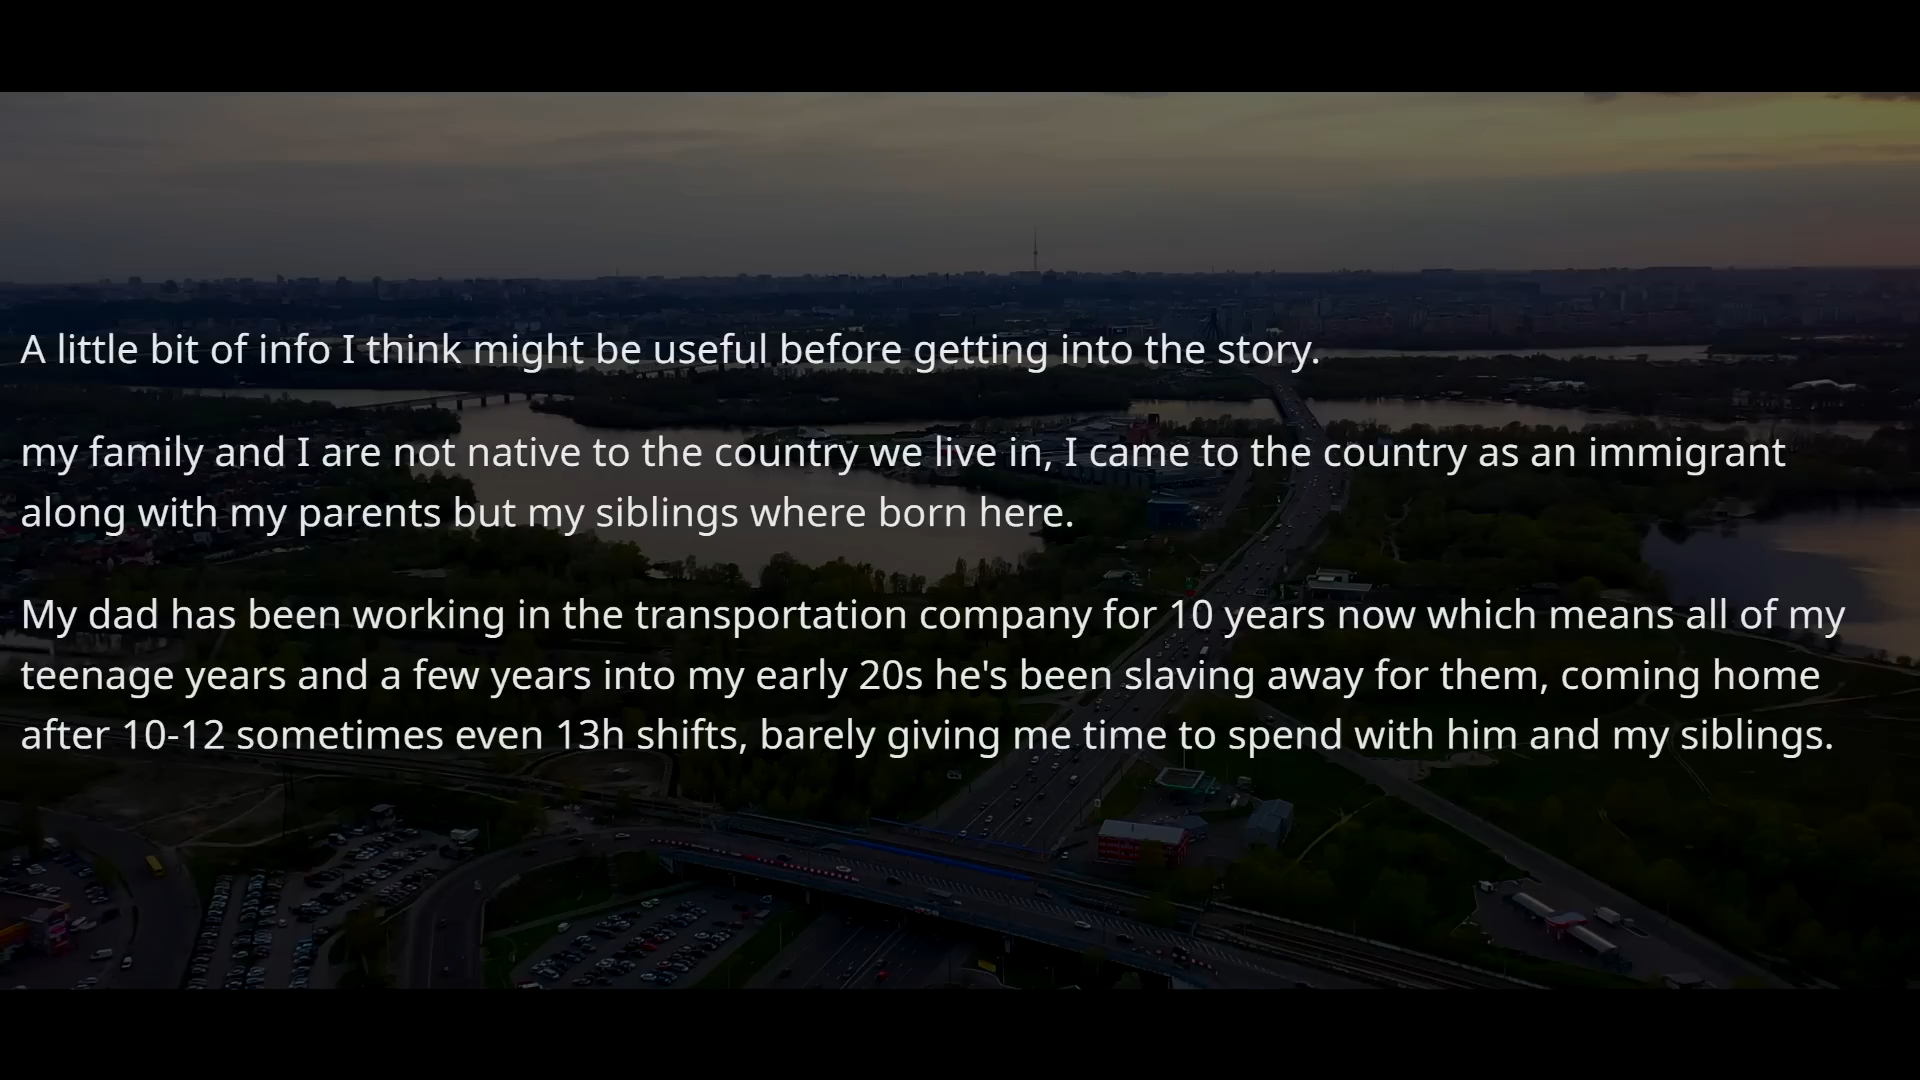 A little bit of info I think might be useful before getting into the story.
my family and I are not native to the country we live in, I came to the country as an immigrant
along with my parents but my siblings where born here.
My dad has been working in the transportation company for 10 years now which means all of my
teenage years and a few years into my early 20s he's been slaving away for them, coming home
after 10-12 sometimes even 13h shifts, barely giving me time to spend with him and my siblings.